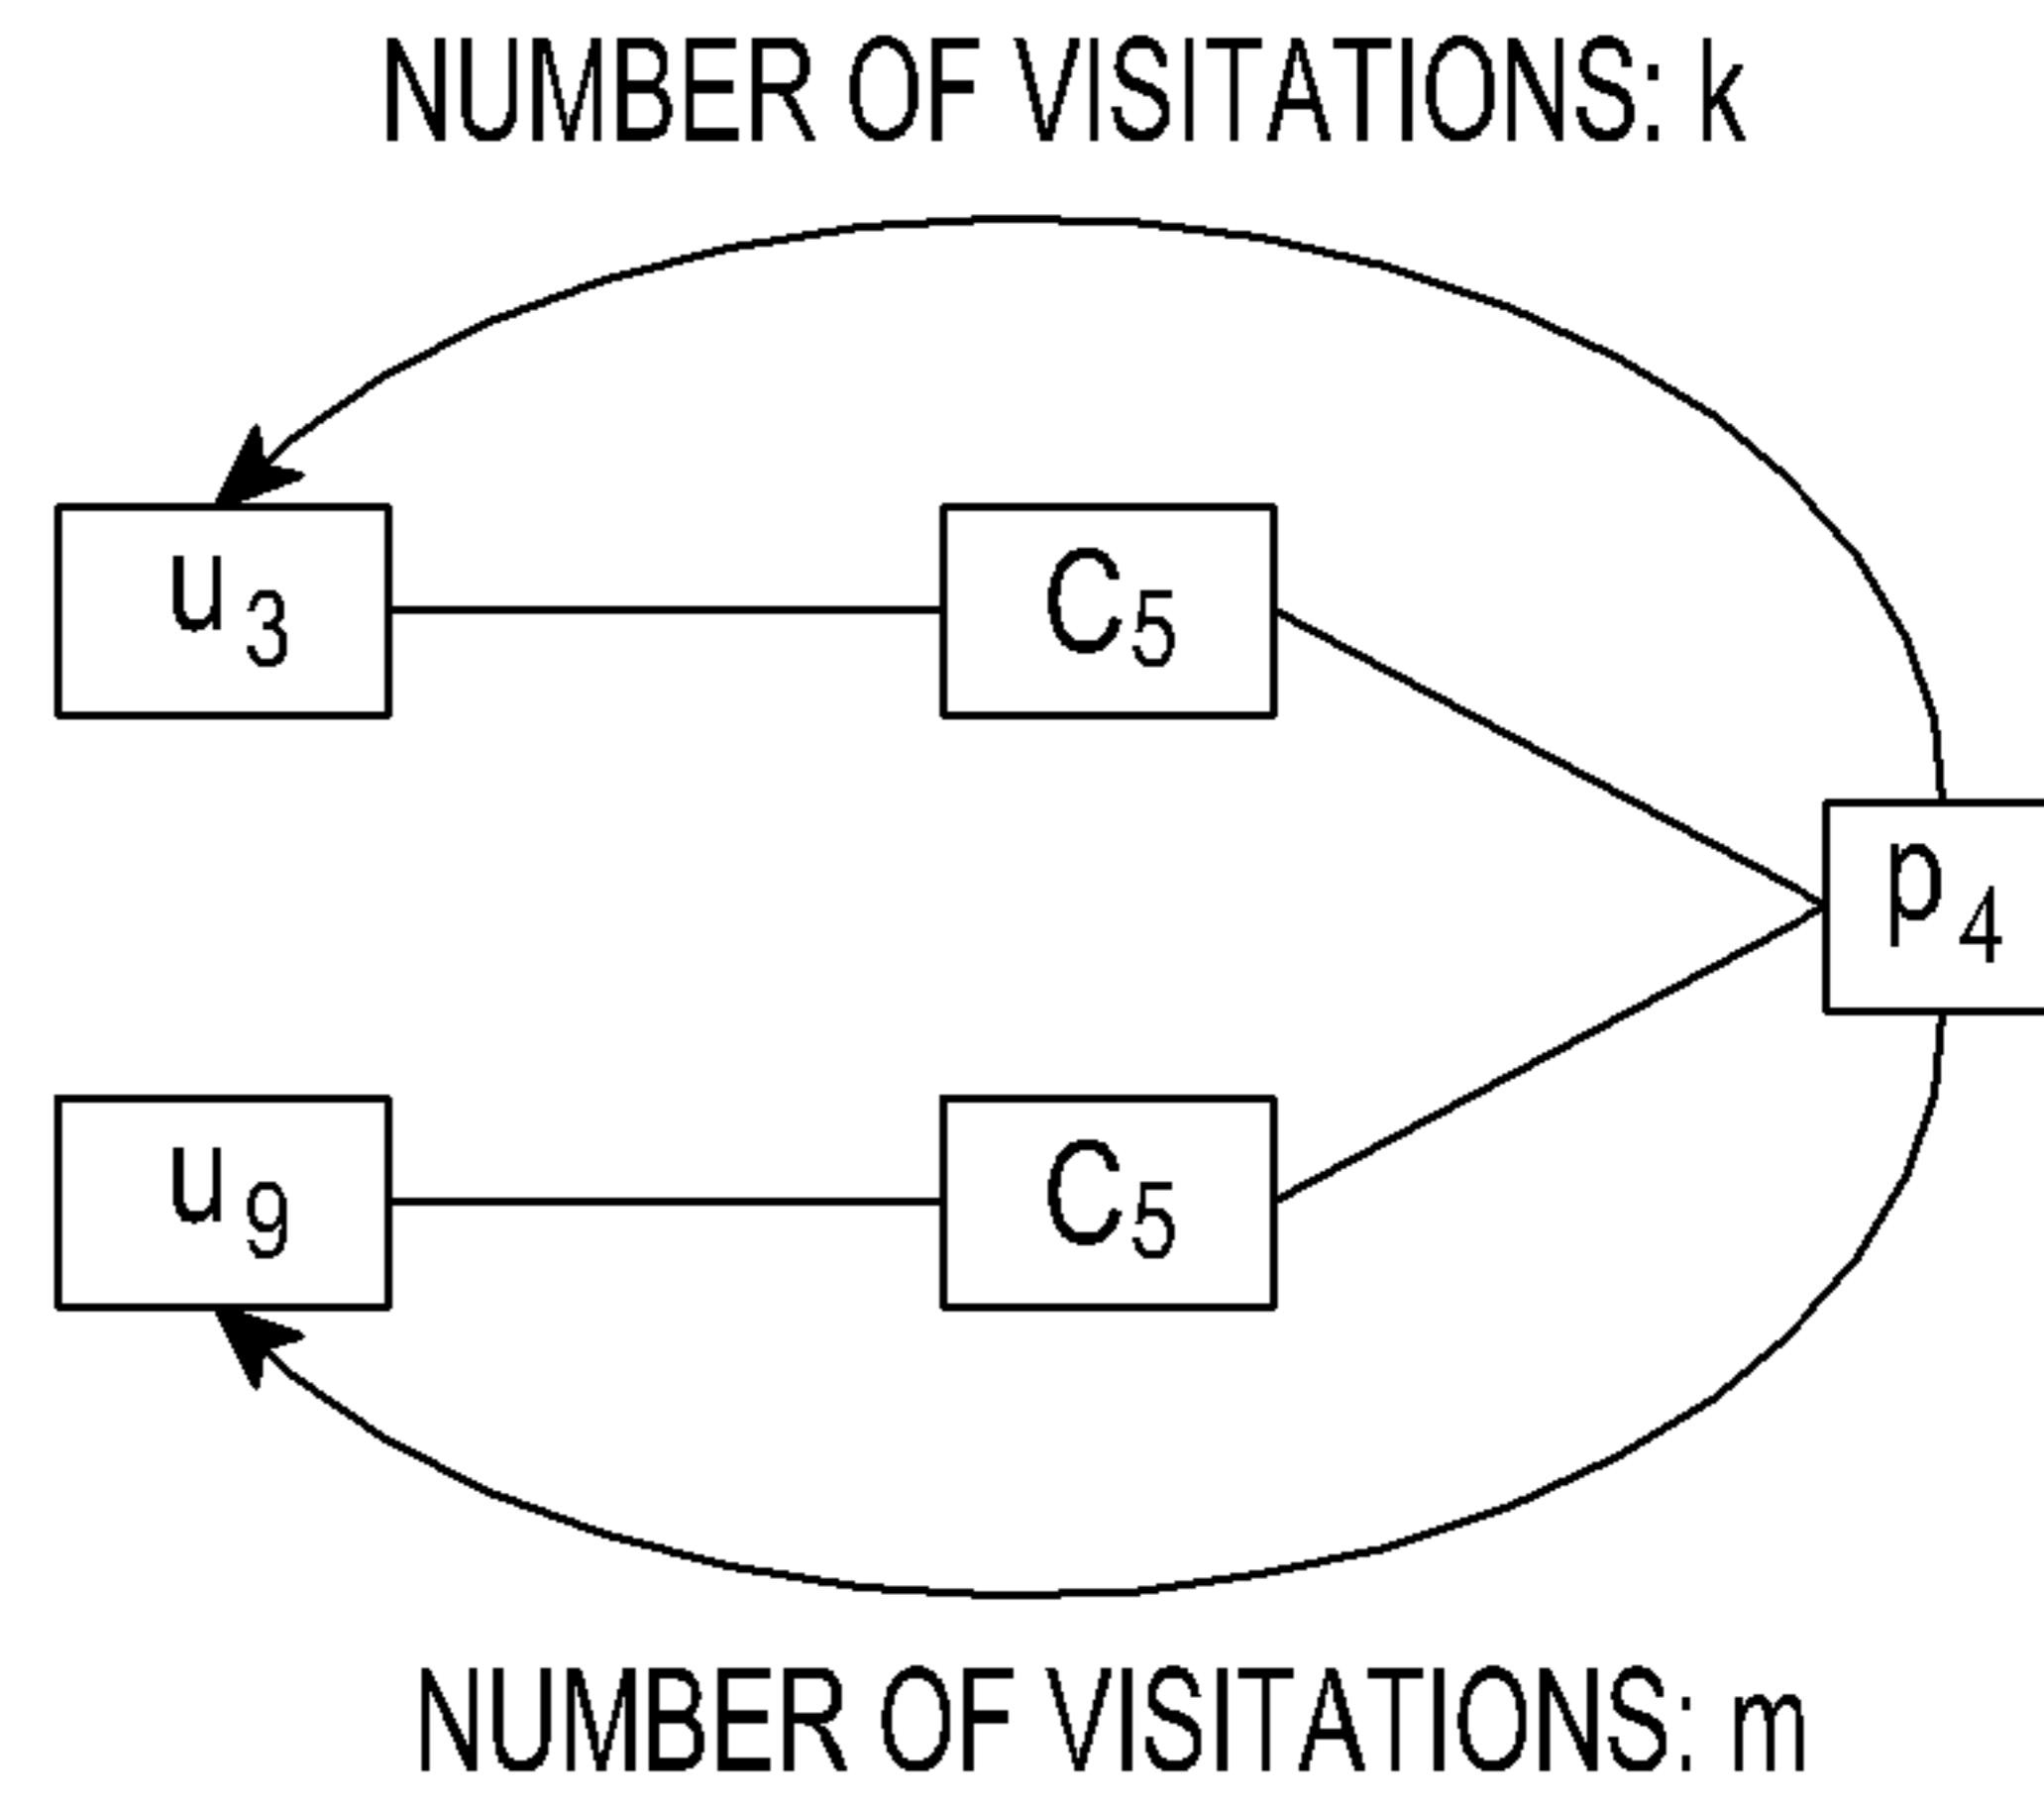 NUMBER OF VISITATIONS: k
u3
C5
p4
u9
C5
NUMBER OF VISITATIONS: m